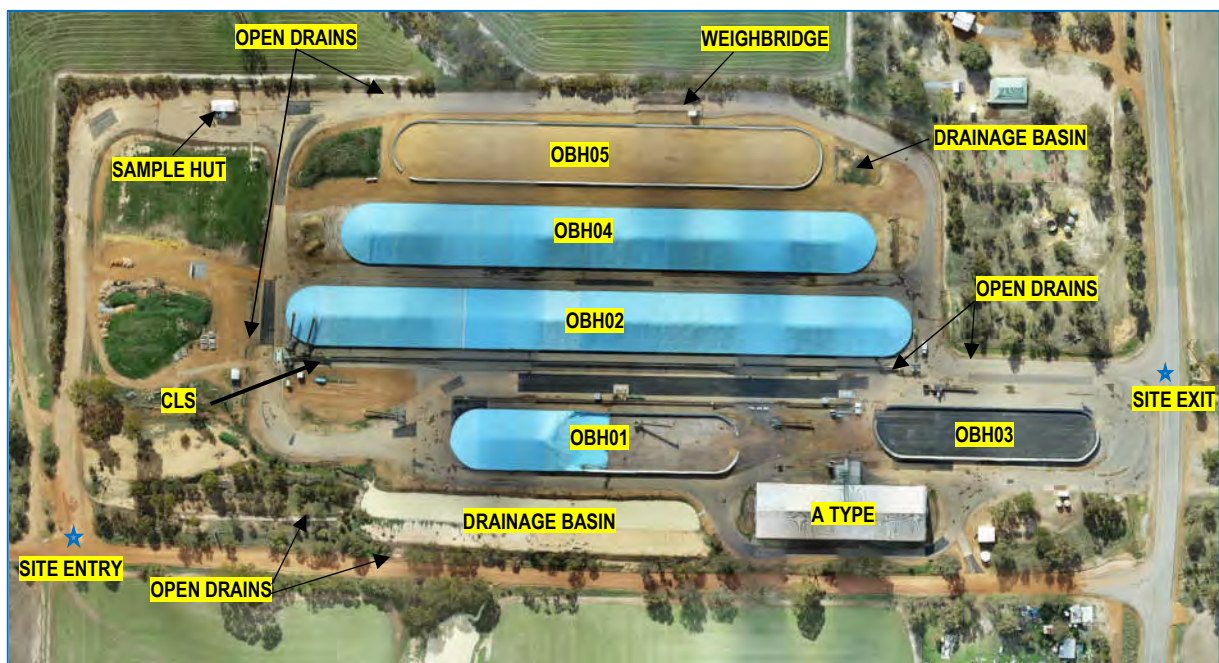 OPEN DRAINS
WEIGHBRIDGE
DRAINAGE BASIN
SAMPLE HUT
OBH05
OBH04
OPEN DRAINS
OBH02
CLS
SITE EXIT
OBH01
OBH03
DRAINAGE BASIN
A TYPE
SITE ENTRY
OPEN DRAINS